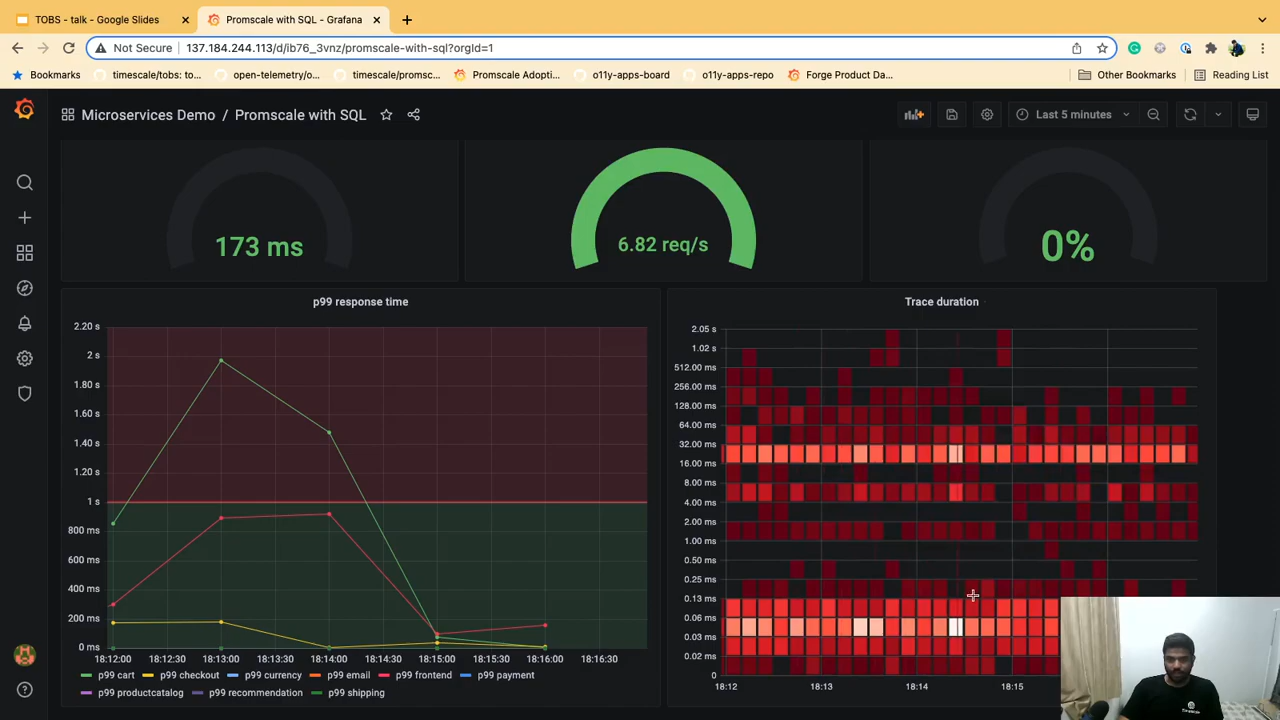 TOBS - talk - Google Slides
Promscale with SQL - Grafana
Not Secure
137.184.244.113/d/ib76_3vnz/promscale-with-sql?orgId=1
Bookmarks
timescale/tobs: to...
open-telemetry/o...
timescale/promsc...
Promscale Adopti...
o11y-apps-board
o11y-apps-repo
Forge Product Da...
Other Bookmarks
Reading List
Microservices Demo / Promscale with SQL
Last 5 minutes
173 ms
6.82 req/s
0%
p99 response time
2.20 s
2 s
1.80 s
1.60 s
1.40 s
1.20 s
1 s
800 ms
600 ms
400 ms
200 ms
0 ms
18:12:00 18:12:30 18:13:00 18:13:30 18:14:00 18:14:30 18:15:00 18:15:30 18:16:00 18:16:30
p99 cart p99 checkout p99 currency p99 email p99 frontend p99 payment
p99 productcatalog p99 recommendation p99 shipping
Trace duration
2.05 s
1.02 s
512.00 ms
256.00 ms
128.00 ms
64.00 ms
32.00 ms
16.00 ms
8.00 ms
4.00 ms
2.00 ms
1.00 ms
0.50 ms
0.25 ms
0.13 ms
0.06 ms
0.03 ms
0.02 ms
0
18:12 18:13 18:14 18:15